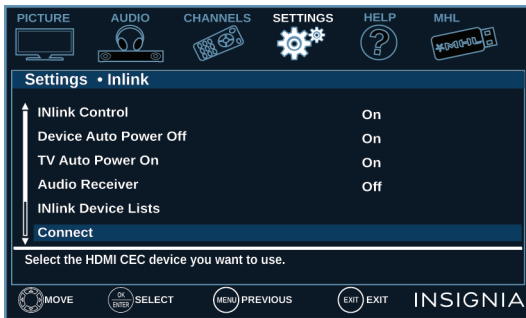 PICTURE AUDIO CHANNELS SETTINGS HELP MHL
MHL
Settings • Inlink
INlink Control On
Device Auto Power Off On
TV Auto Power On On
Audio Receiver Off
INlink Device Lists
Connect
Select the HDMI CEC device you want to use.
MOVE OK ENTER SELECT MENU PREVIOUS EXIT EXIT INSIGNIA